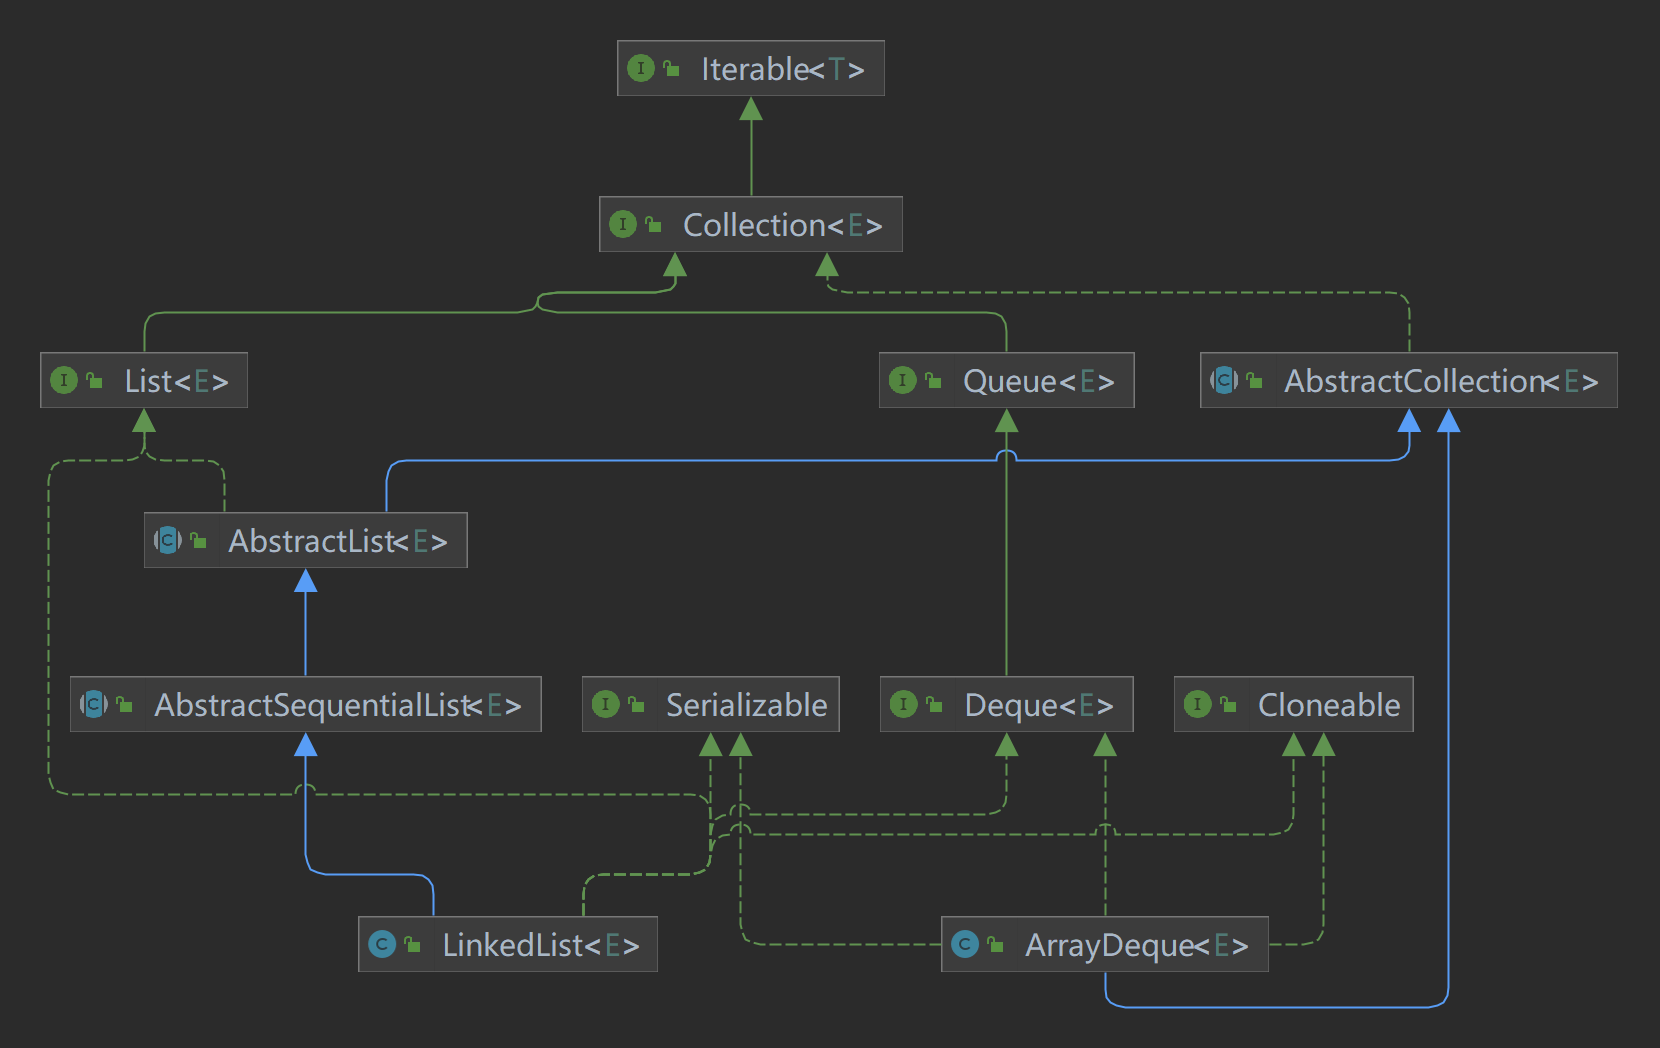 I Iterable<T>
I Collection<E>
I List<E>
I Queue<E>
C AbstractCollection<E>
C AbstractList<E>
C AbstractSequentialList<E>
I Serializable
I Deque<E>
I Cloneable
C LinkedList<E>
C ArrayDeque<E>